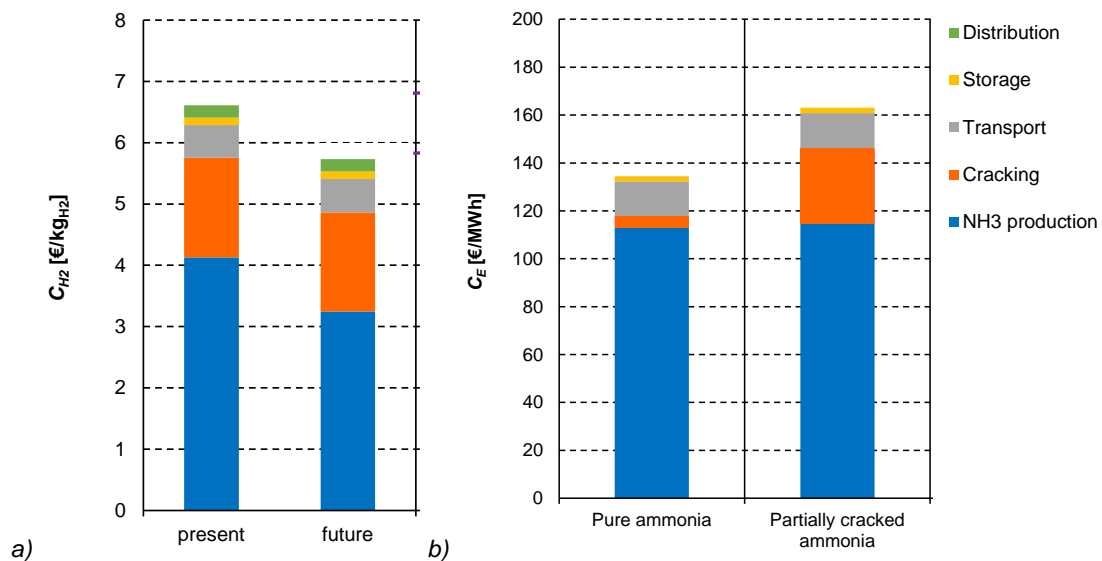 8
7
6
5
4
3
2
1
0
C_H2 [€/kg_H2]
present
future
a)
200
180
160
140
120
100
80
60
40
20
0
C_E [€/MWh]
Pure ammonia
Partially cracked
ammonia
b)
Distribution
Storage
Transport
Cracking
NH3 production